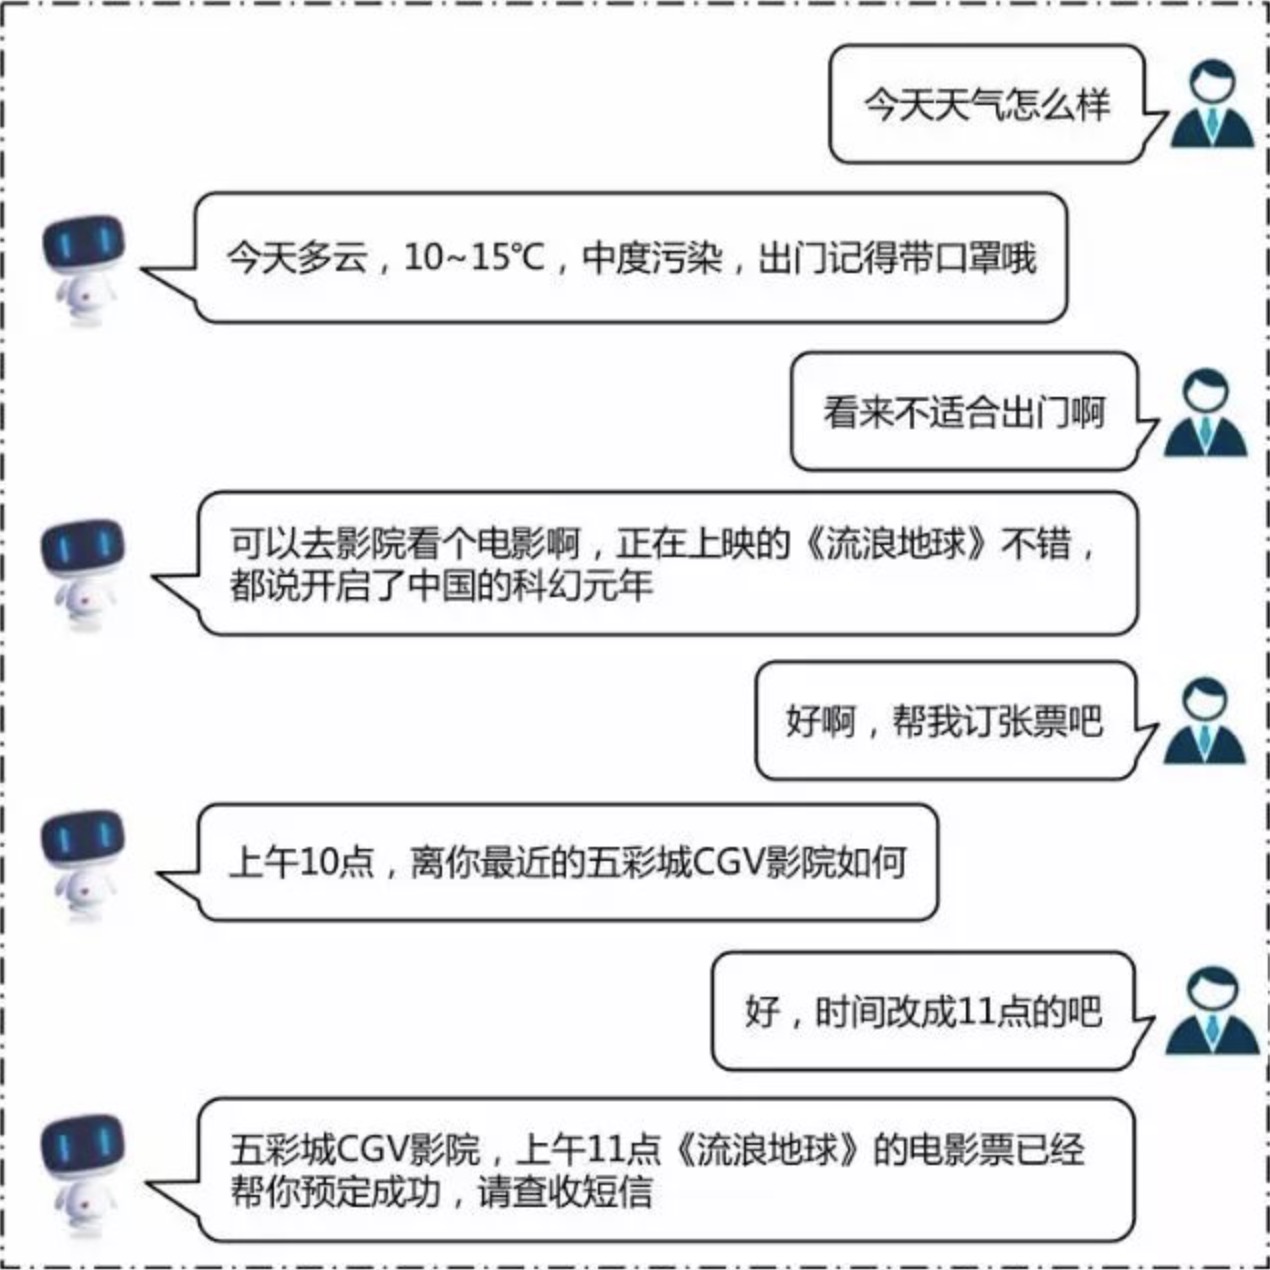 今天天气怎么样
今天多云，10~15℃，中度污染，出门记得带口罩哦
看来不适合出门啊
可以去影院看个电影啊，正在上映的《流浪地球》不错，
都说开启了中国的科幻元年
好啊，帮我订张票吧
上午10点，离你最近的五彩城CGV影院如何
好，时间改成11点的吧
五彩城CGV影院，上午11点《流浪地球》的电影票已经
帮你预定成功，请查收短信